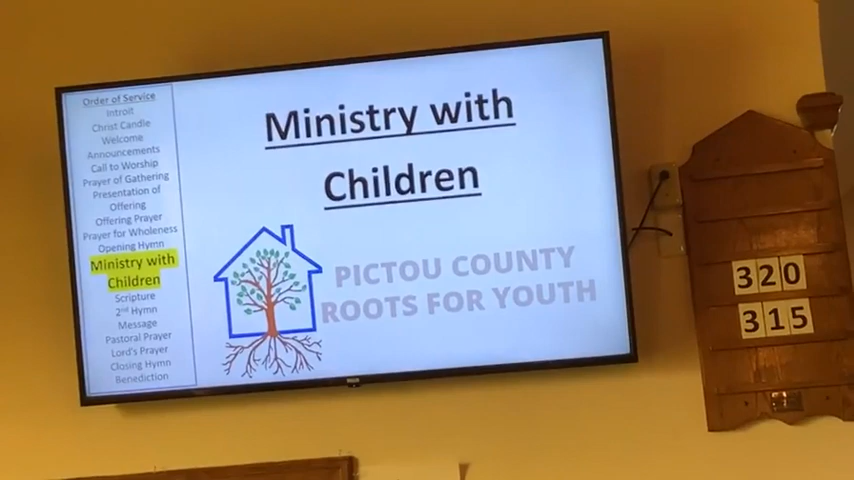 Order of Service
Introit
Christ Candle
Welcome
Announcements
Call to Worship
Prayer of Gathering
Presentation of
Offering
Offering Prayer
Prayer for Wholeness
Opening Hymn
Ministry with
Children
Scripture
2nd Hymn
Message
Pastoral Prayer
Lord's Prayer
Closing Hymn
Benediction
Ministry with
Children
PICTOU COUNTY
ROOTS FOR YOUTH
320
315